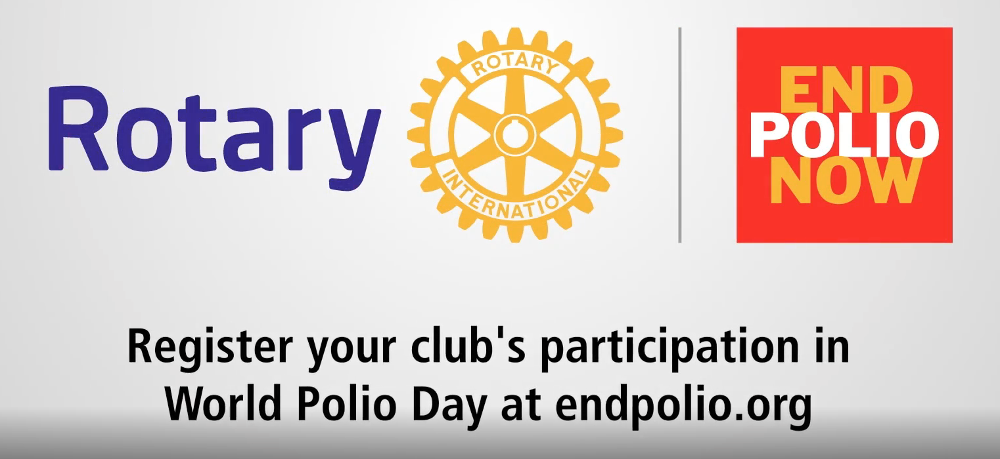 Rotary
ROTARY
INTERNATIONAL
END
POLIO
NOW
Register your club's participation in
World Polio Day at endpolio.org